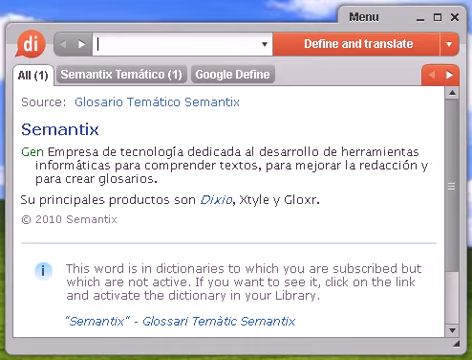 Menu
di
Define and translate
All (1) Semantix Temático (1) Google Define
Source: Glosario Temático Semantix
Semantix
Gen Empresa de tecnología dedicada al desarrollo de herramientas
informáticas para comprender textos, para mejorar la redacción y
para crear glosarios.
Su principales productos son Dixio, Xtyle y Gloxr.
© 2010 Semantix
i
This word is in dictionaries to which you are subscribed but
which are not active. If you want to see it, click on the link
and activate the dictionary in your Library.
"Semantix" - Glossari Temàtic Semantix